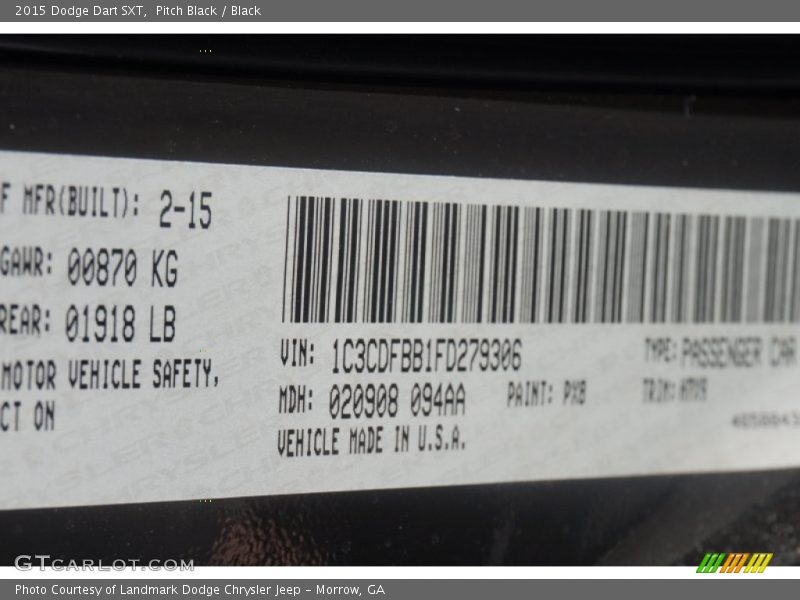 2015 Dodge Dart SXT, Pitch Black / Black
F MFR(BUILT): 2-15
GAWR: 00870 KG
REAR: 01918 LB
MOTOR VEHICLE SAFETY,
CT ON
VIN: 1C3CDFBB1FD279306
TYPE: PASSENGER CAR
MDH: 020908 094AA
PAINT: PX8
TRIM:
VEHICLE MADE IN U.S.A.
GTCARLOT.COM
Photo Courtesy of Landmark Dodge Chrysler Jeep – Morrow, GA